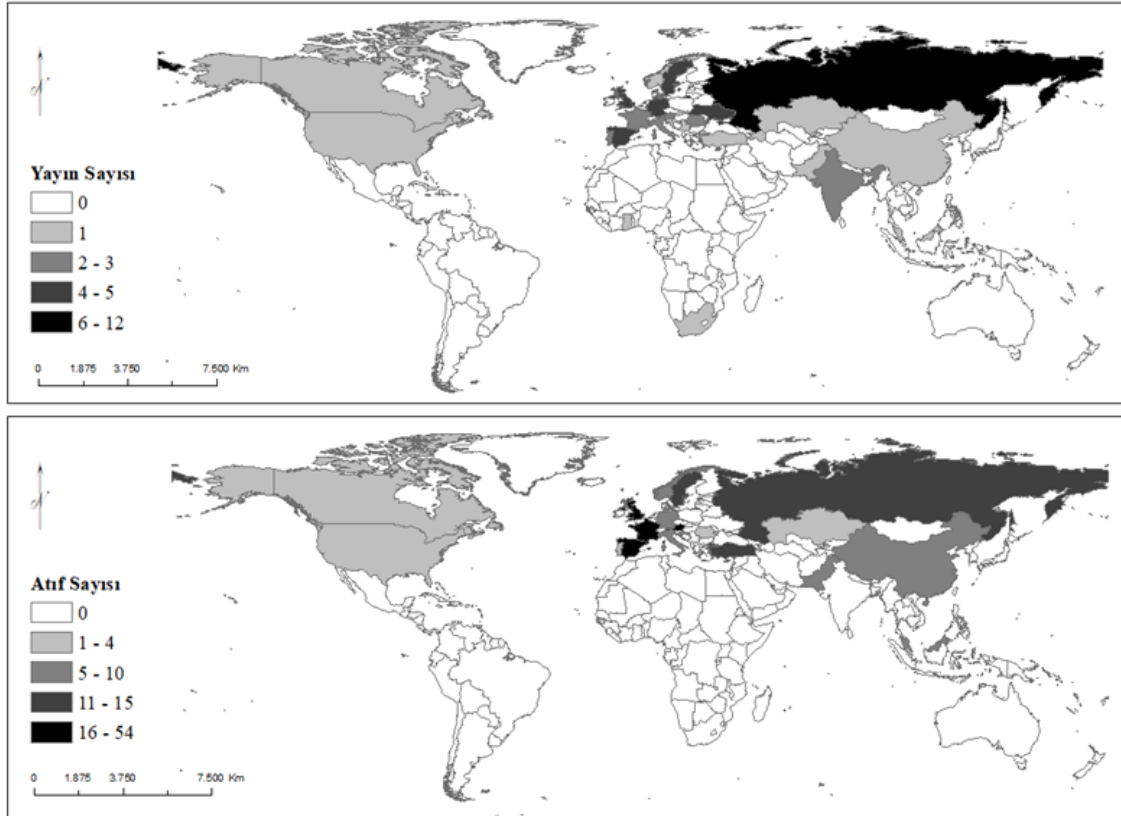 N
Yayın Sayısı
0
1
2 - 3
4 - 5
6 - 12
0 1.875 3.750 7.500 Km
N
Atıf Sayısı
0
1 - 4
5 - 10
11 - 15
16 - 54
0 1.875 3.750 7.500 Km